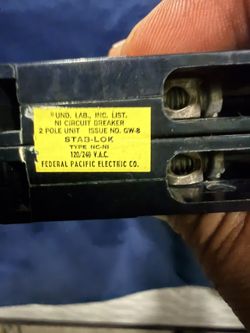 UND. LAB., INC. LIST.
NI CIRCUIT BREAKER
2 POLE UNIT ISSUE NO. GW-8
STAB-LOK
TYPE NC-NI
120/240 V.A.C.
FEDERAL PACIFIC ELECTRIC CO.